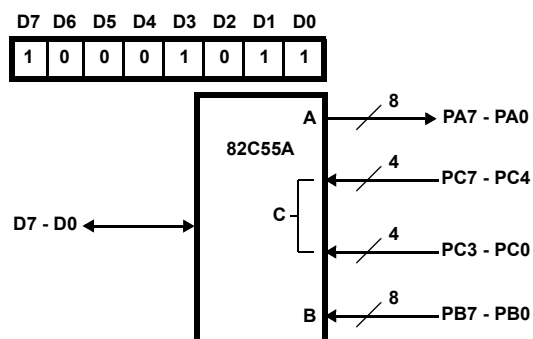 D7 D6 D5 D4 D3 D2 D1 D0
1 0 0 0 1 0 1 1
A 8 PA7 - PA0
82C55A
4 PC7 - PC4
C
D7 - D0
4 PC3 - PC0
8
B PB7 - PB0